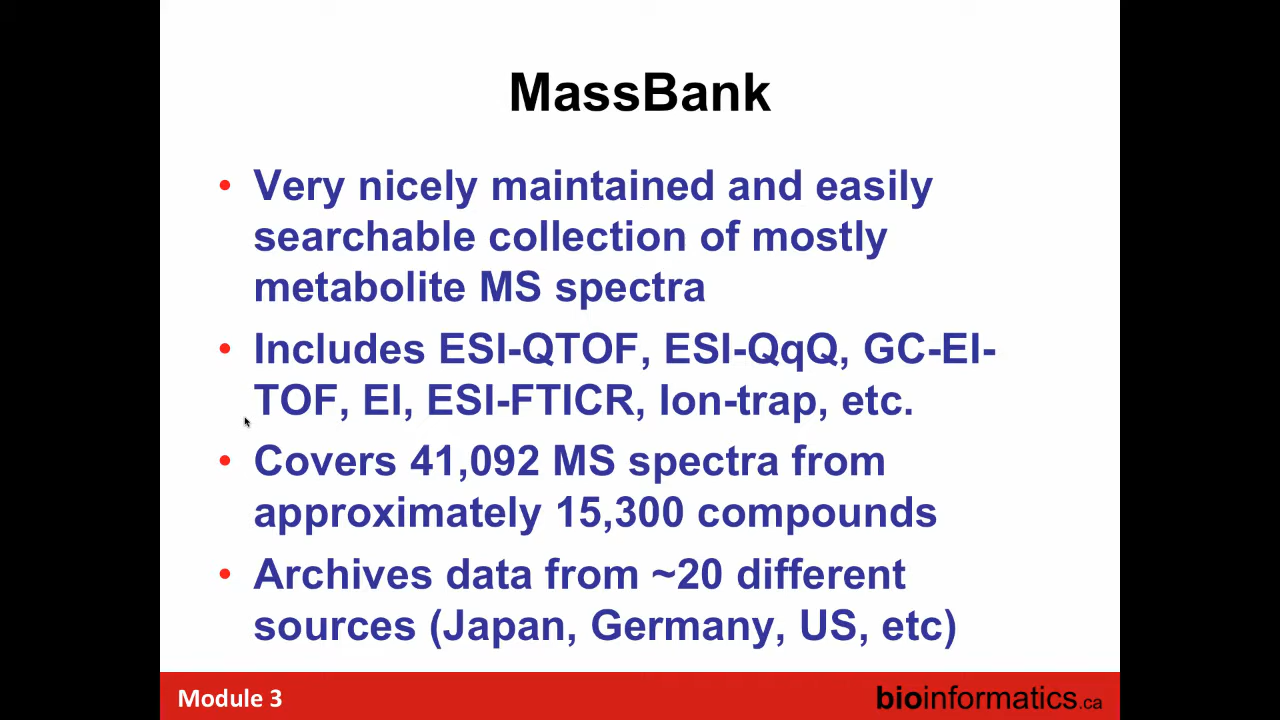 MassBank
• Very nicely maintained and easily
searchable collection of mostly
metabolite MS spectra
• Includes ESI-QTOF, ESI-QqQ, GC-EI-
TOF, EI, ESI-FTICR, Ion-trap, etc.
• Covers 41,092 MS spectra from
approximately 15,300 compounds
• Archives data from ~20 different
sources (Japan, Germany, US, etc)
Module 3
bioinformatics.ca